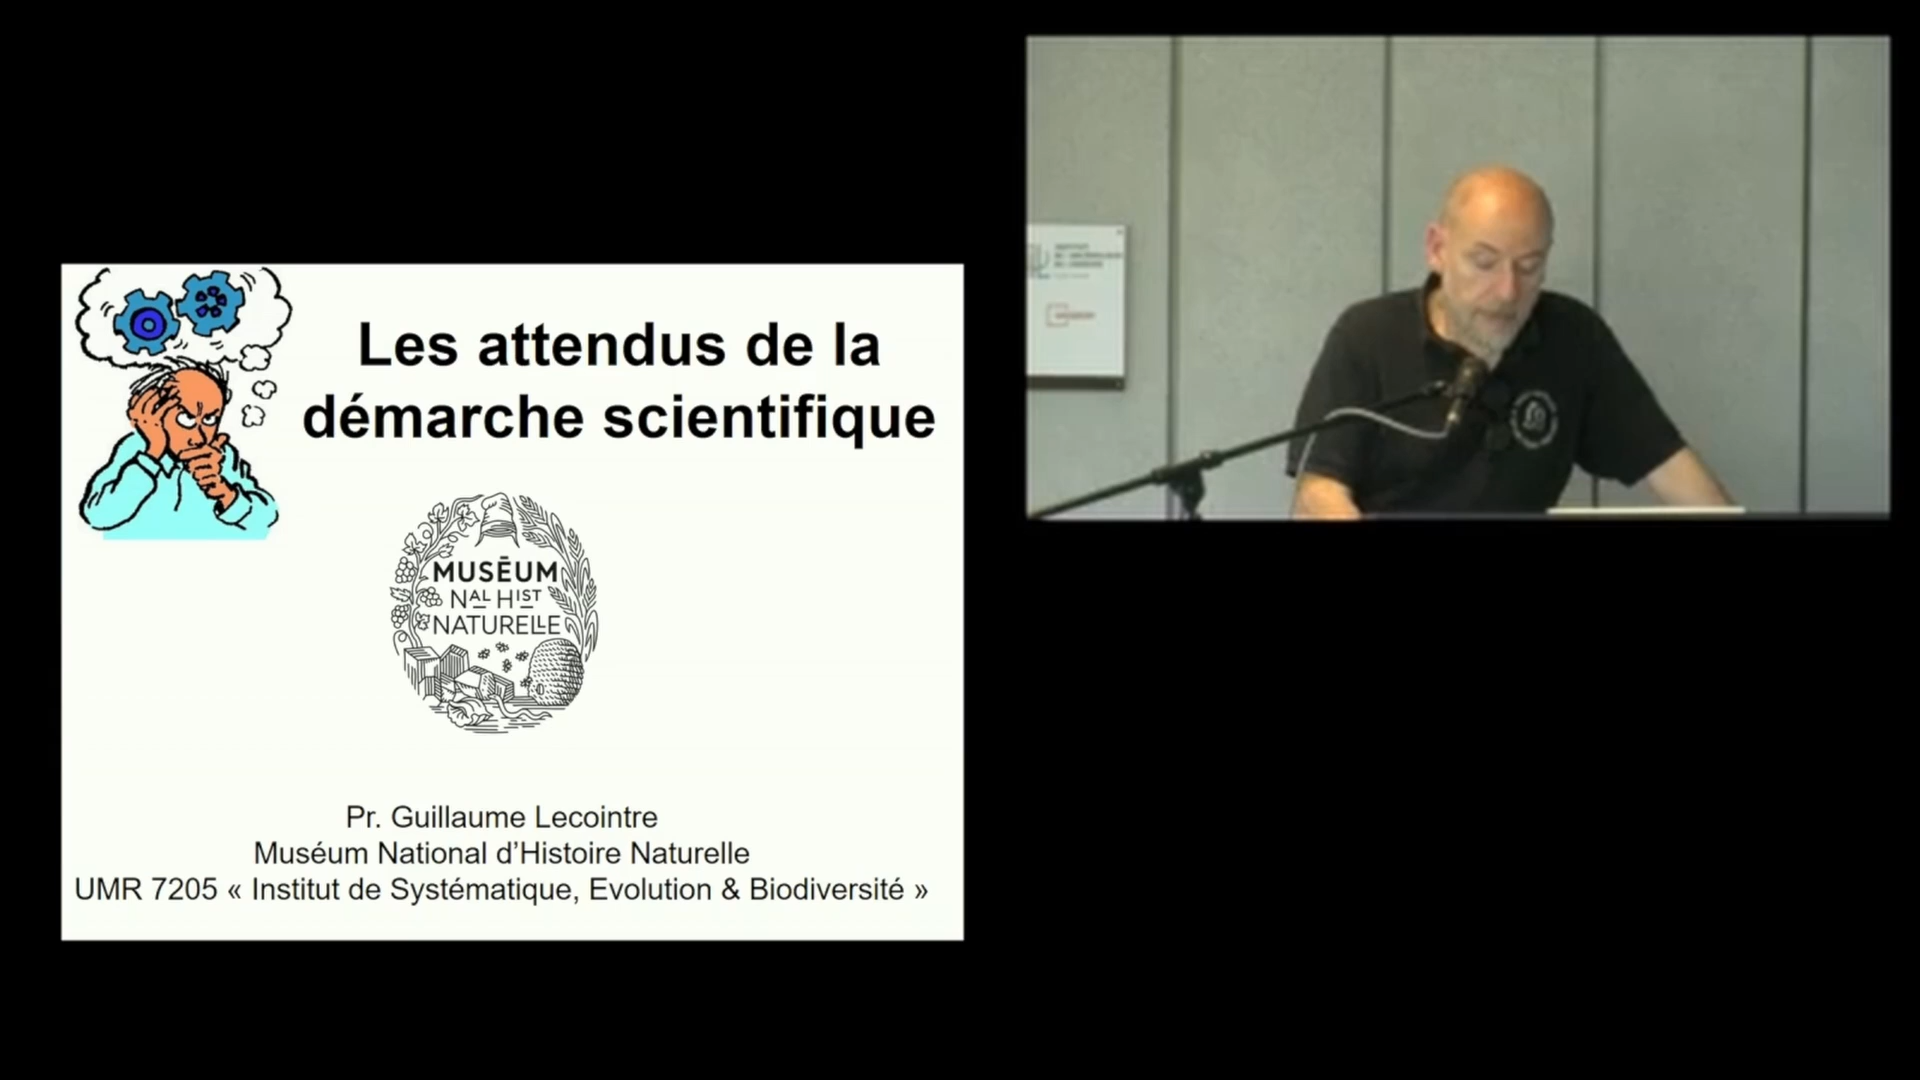 Les attendus de la
démarche scientifique
MUSĒUM
NAL HIST
NATURELLE
Pr. Guillaume Lecointre
Muséum National d’Histoire Naturelle
UMR 7205 « Institut de Systématique, Evolution & Biodiversité »